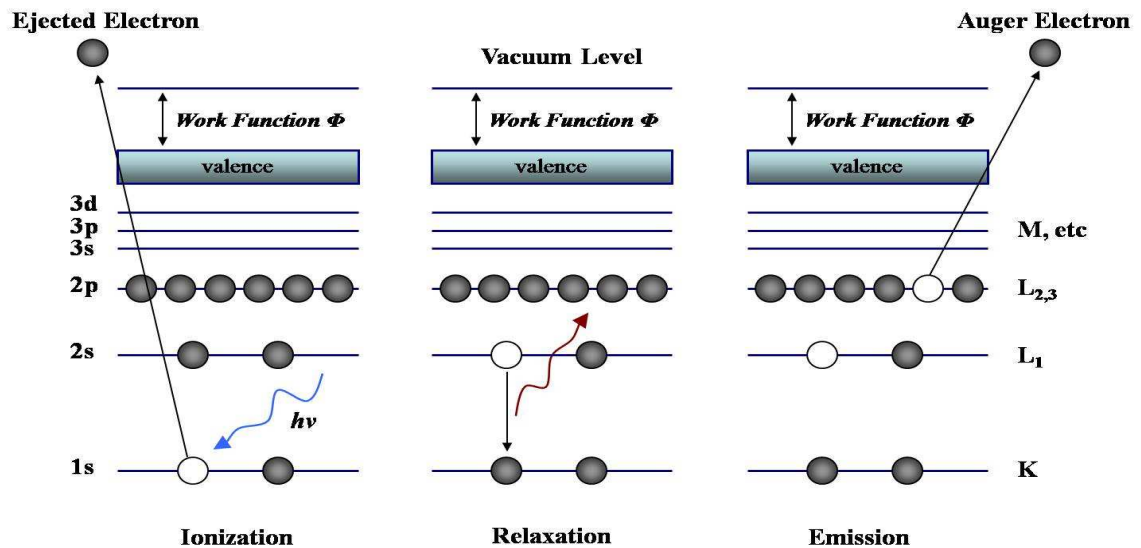 Ejected Electron
Auger Electron
Vacuum Level
Work Function Φ
Work Function Φ
Work Function Φ
valence
valence
valence
3d
3p
3s
M, etc
2p
L2,3
2s
L1
hν
1s
K
Ionization
Relaxation
Emission